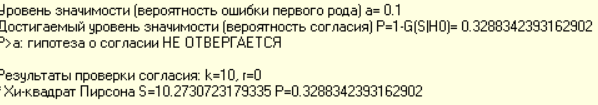 Уровень значимости (вероятность ошибки первого рода) a= 0.1
Достигаемый уровень значимости (вероятность согласия) P=1-G(S|H0)= 0.3288342393162902
P>a: гипотеза о согласии НЕ ОТВЕРГАЕТСЯ
Результаты проверки согласия: k=10, r=0
*Хи-квадрат Пирсона S=10.2730723179335 P=0.3288342393162902